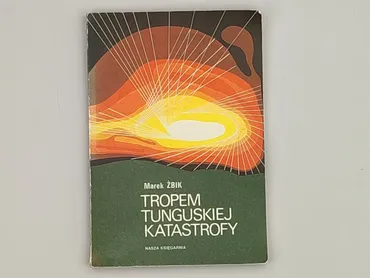 Marek ŻBIK
TROPEM
TUNGUSKIEJ
KATASTROFY
NASZA KSIĘGARNIA